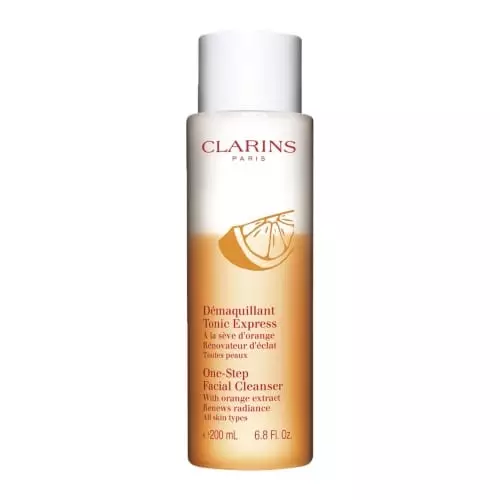 CLARINS
PARIS
Démaquillant
Tonic Express
A la sève d'orange
Rénovateur d'éclat
Toutes peaux
One-Step
Facial Cleanser
With orange extract
Renews radiance
All skin types
℮200 mL 6.8 Fl. Oz.